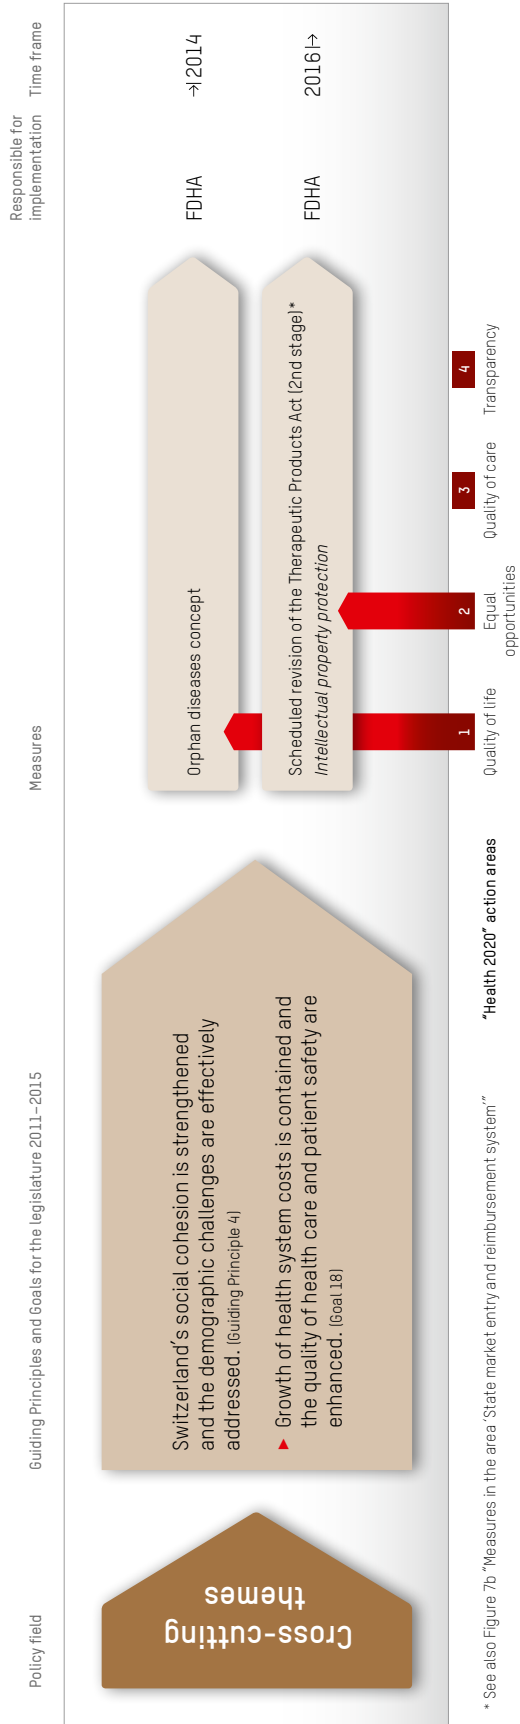 Policy field
Guiding Principles and Goals for the legislature 2011–2015
Measures
Responsible for
implementation
Time frame
Cross-cutting
themes
Switzerland’s social cohesion is strengthened
and the demographic challenges are effectively
addressed. (Guiding Principle 4)
► Growth of health system costs is contained and
the quality of health care and patient safety are
enhanced. (Goal 18)
Orphan diseases concept
FDHA
→|2014
Scheduled revision of the Therapeutic Products Act (2nd stage)*
Intellectual property protection
FDHA
2016|→
1
2
3
4
“Health 2020” action areas
Quality of life
Equal
opportunities
Quality of care
Transparency
* See also Figure 7b “Measures in the area ‘State market entry and reimbursement system’”